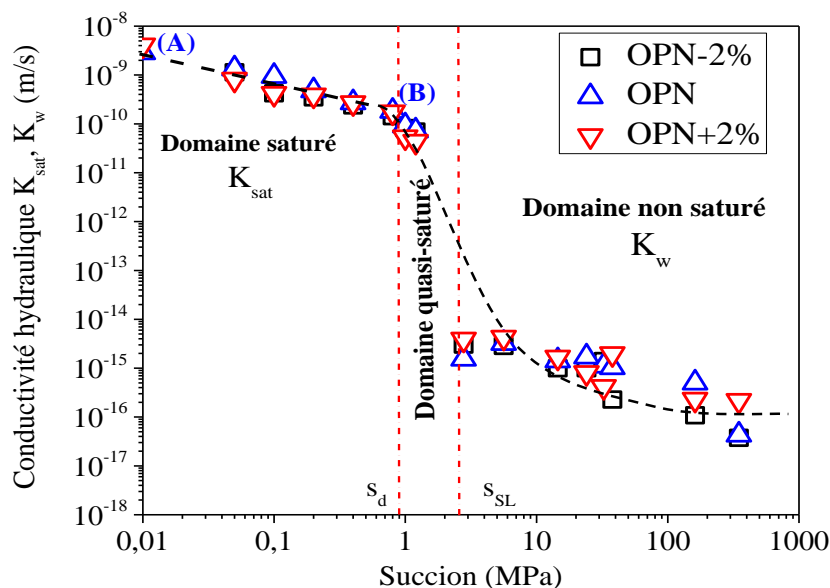 Conductivité hydraulique K_sat, K_w (m/s)
10^-8
10^-9
10^-10
10^-11
10^-12
10^-13
10^-14
10^-15
10^-16
10^-17
10^-18
(A)
(B)
OPN-2%
OPN
OPN+2%
Domaine saturé
K_sat
Domaine quasi-saturé
Domaine non saturé
K_w
s_d
s_SL
0,01
0,1
1
10
100
1000
Succion (MPa)